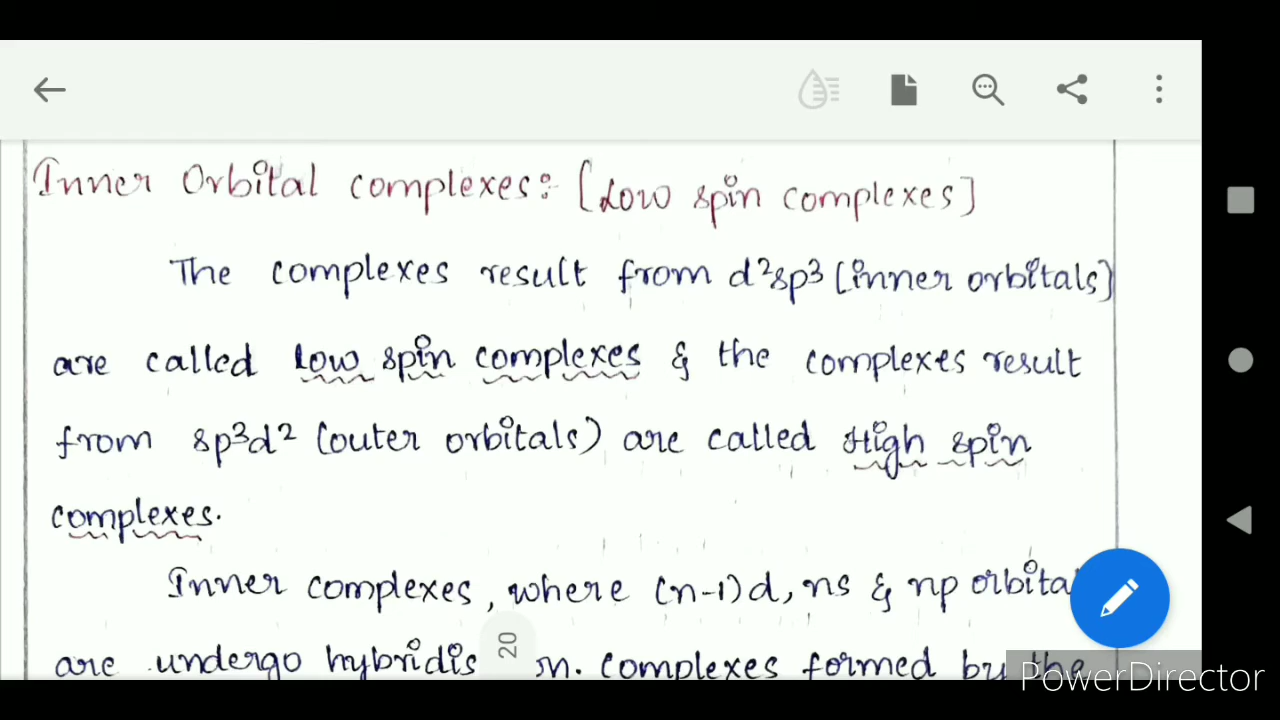 Inner Orbital complexes:- [Low spin complexes]
The complexes result from d²sp³ (inner orbitals)
are called Low spin complexes & the complexes result
from sp³d² (outer orbitals) are called High spin
complexes.
Inner complexes, where (n-1)d, ns & np
are undergo
20
complexes formed by the
PowerDirector